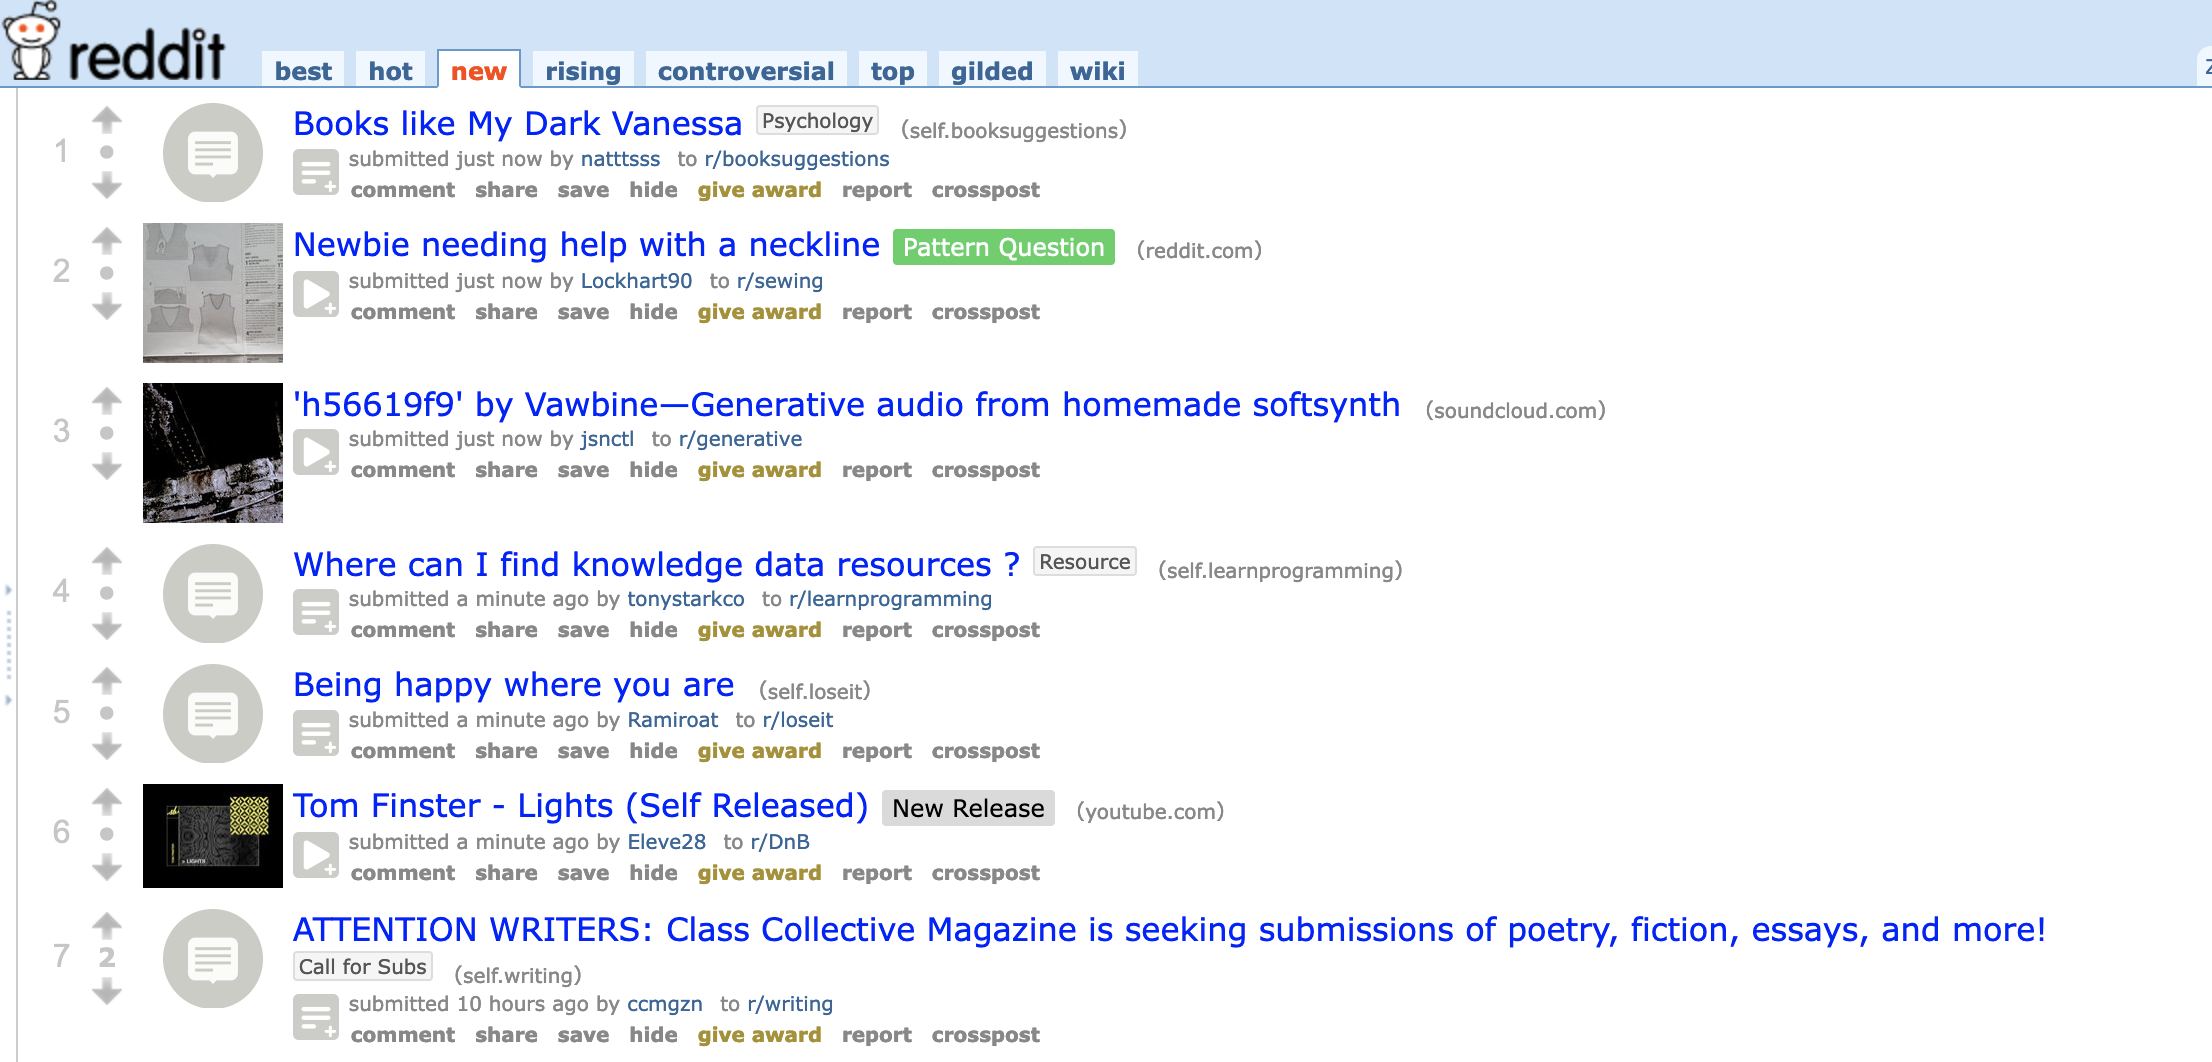 reddit best hot new rising controversial top gilded wiki
1
Books like My Dark Vanessa Psychology (self.booksuggestions)
submitted just now by natttsss to r/booksuggestions
comment share save hide give award report crosspost
2
Newbie needing help with a neckline Pattern Question (reddit.com)
submitted just now by Lockhart90 to r/sewing
comment share save hide give award report crosspost
3
'h56619f9' by Vawbine—Generative audio from homemade softsynth (soundcloud.com)
submitted just now by jsnctl to r/generative
comment share save hide give award report crosspost
4
Where can I find knowledge data resources ? Resource (self.learnprogramming)
submitted a minute ago by tonystarkco to r/learnprogramming
comment share save hide give award report crosspost
5
Being happy where you are (self.loseit)
submitted a minute ago by Ramiroat to r/loseit
comment share save hide give award report crosspost
6
LIGHTS
Tom Finster - Lights (Self Released) New Release (youtube.com)
submitted a minute ago by Eleve28 to r/DnB
comment share save hide give award report crosspost
7 2
ATTENTION WRITERS: Class Collective Magazine is seeking submissions of poetry, fiction, essays, and more!
Call for Subs (self.writing)
submitted 10 hours ago by ccmgzn to r/writing
comment share save hide give award report crosspost